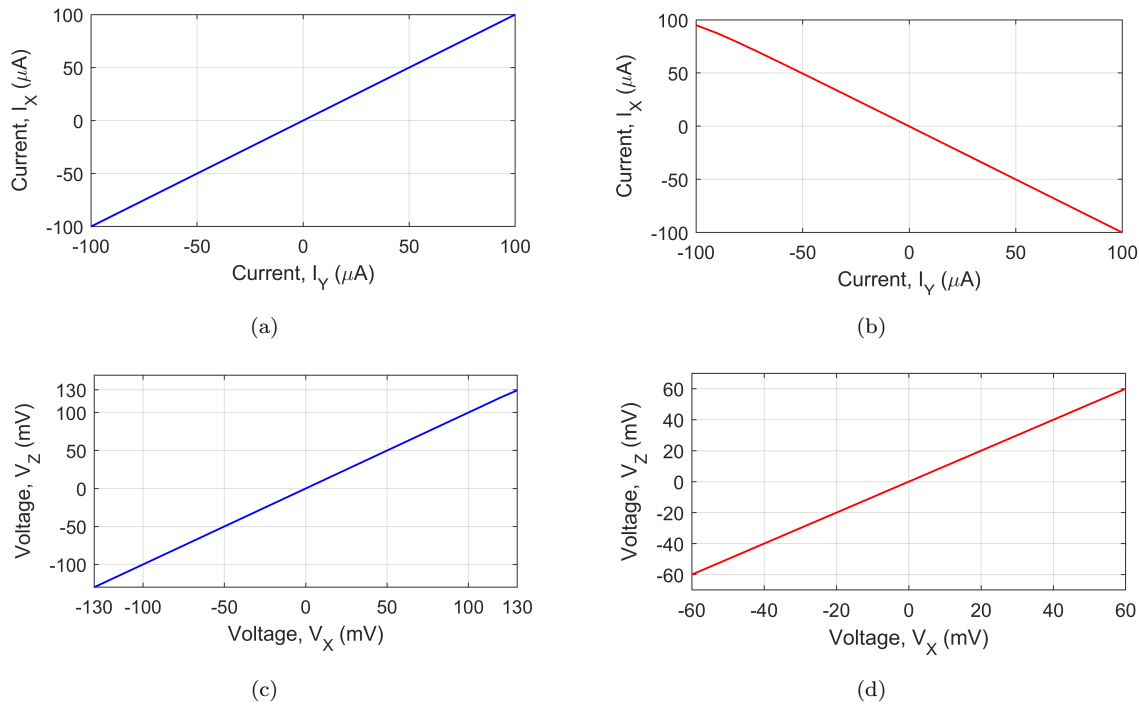 100
50
0
-50
-100
Current, I_X (μA)
-100 -50 0 50 100
Current, I_Y (μA)
(a)
100
50
0
-50
-100
Current, I_X (μA)
-100 -50 0 50 100
Current, I_Y (μA)
(b)
130
100
50
0
-50
-100
Voltage, V_Z (mV)
-130 -100 -50 0 50 100 130
Voltage, V_X (mV)
(c)
60
40
20
0
-20
-40
-60
Voltage, V_Z (mV)
-60 -40 -20 0 20 40 60
Voltage, V_X (mV)
(d)